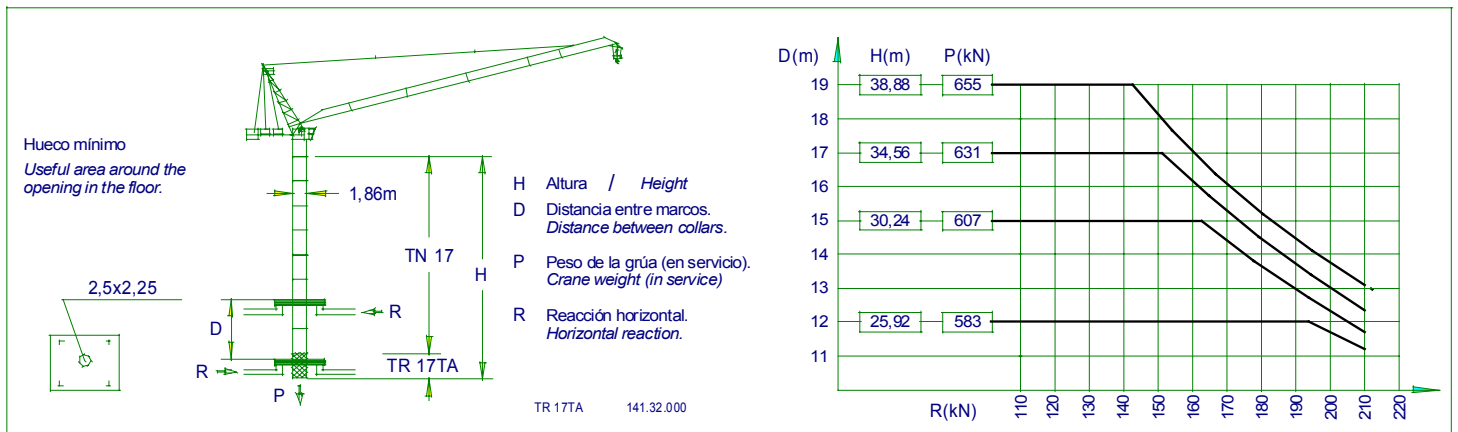 Hueco mínimo
Useful area around the
opening in the floor.
2,5x2,25
1,86m
TN 17
H
D
R
R
TR 17TA
P
H Altura / Height
D Distancia entre marcos.
Distance between collars.
P Peso de la grúa (en servicio).
Crane weight (in service)
R Reacción horizontal.
Horizontal reaction.
TR 17TA 141.32.000
D(m) H(m) P(kN)
19 38,88 655
18
17 34,56 631
16
15 30,24 607
14
13
12 25,92 583
11
R(kN) 110 120 130 140 150 160 170 180 190 200 210 220